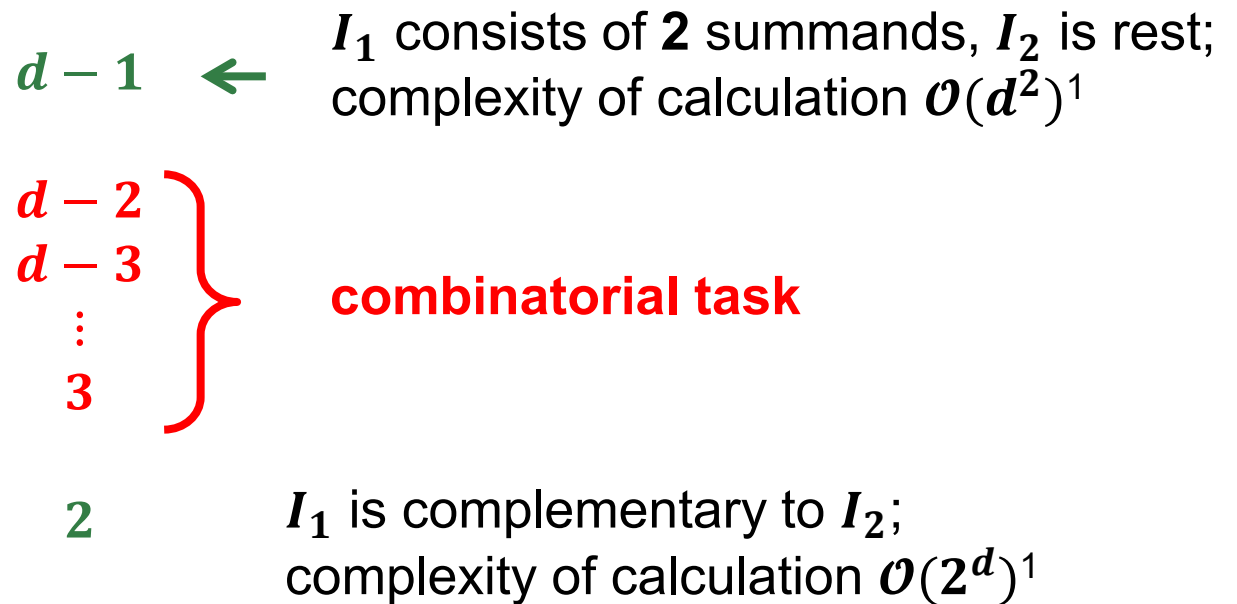 I₁ consists of 2 summands, I₂ is rest;
d − 1 ← complexity of calculation 𝒪(d²)¹
d − 2
d − 3
combinatorial task
⋮
3
I₁ is complementary to I₂;
2
complexity of calculation 𝒪(2ᵈ)¹